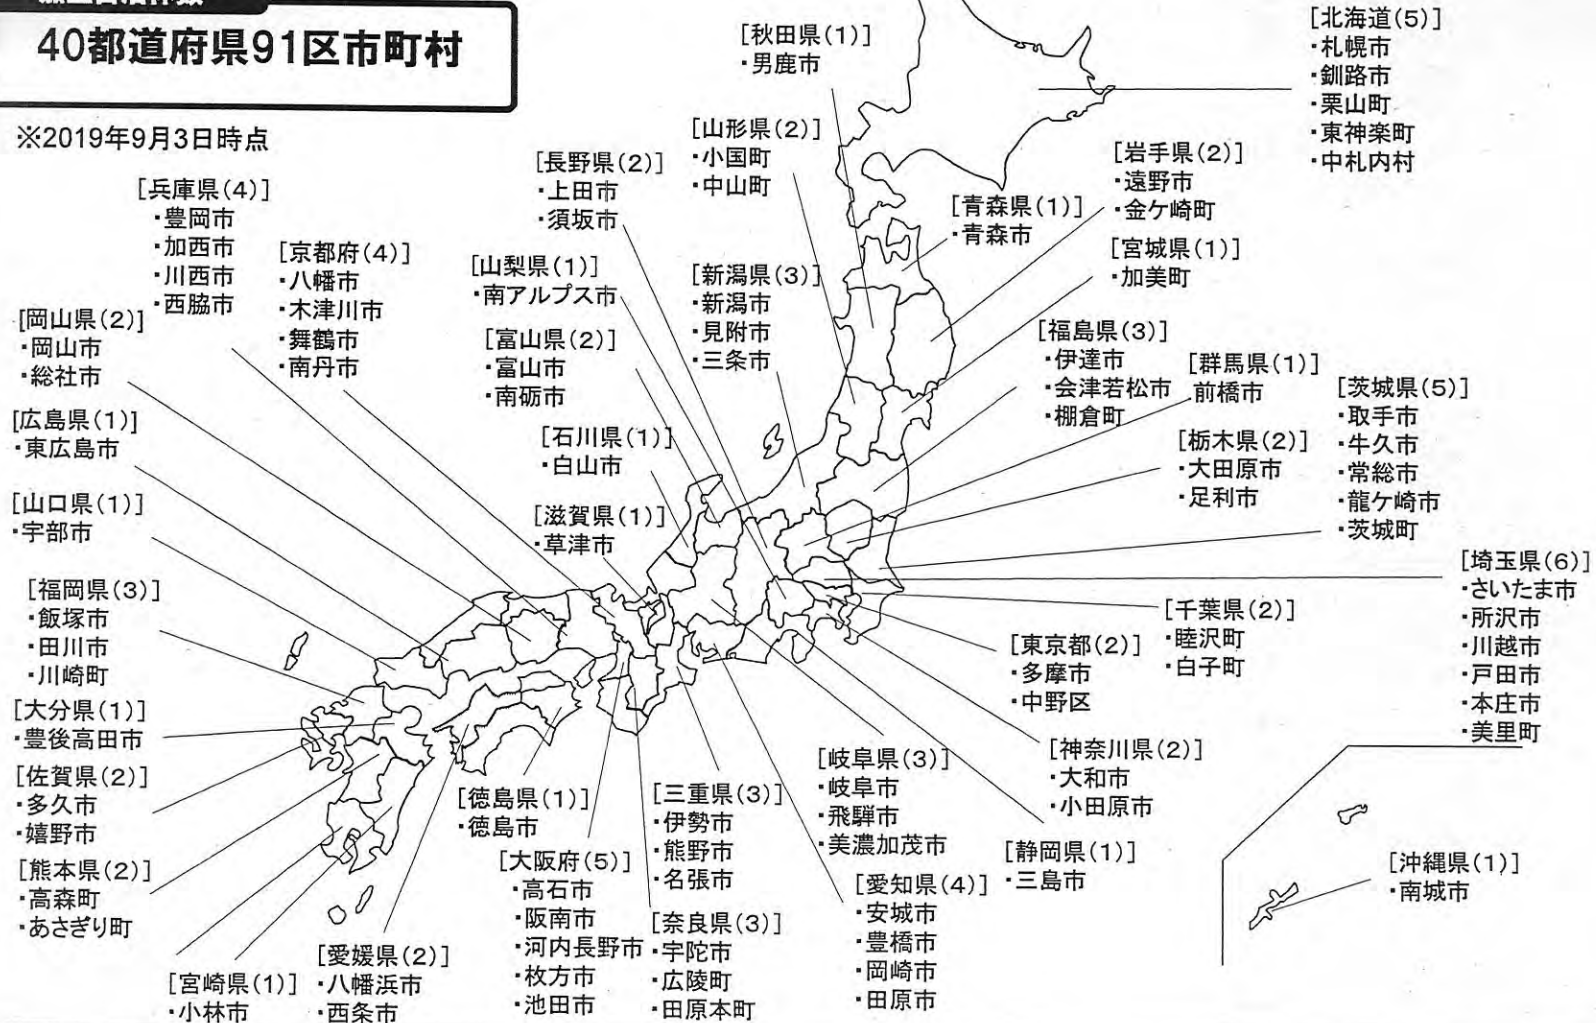 40都道府県91区市町村
※2019年9月3日時点
[北海道(5)]
・札幌市
・釧路市
・栗山町
・東神楽町
・中札内村
[秋田県(1)]
・男鹿市
[山形県(2)]
・小国町
・中山町
[岩手県(2)]
・遠野市
・金ケ崎町
[青森県(1)]
・青森市
[宮城県(1)]
・加美町
[長野県(2)]
・上田市
・須坂市
[兵庫県(4)]
・豊岡市
・加西市
・川西市
・西脇市
[京都府(4)]
・八幡市
・木津川市
・舞鶴市
・南丹市
[山梨県(1)]
・南アルプス市
[新潟県(3)]
・新潟市
・見附市
・三条市
[岡山県(2)]
・岡山市
・総社市
[富山県(2)]
・富山市
・南砺市
[福島県(3)]
・伊達市
・会津若松市
・棚倉町
[群馬県(1)]
・前橋市
[茨城県(5)]
・取手市
・牛久市
・常総市
・龍ケ崎市
・茨城町
[広島県(1)]
・東広島市
[石川県(1)]
・白山市
[栃木県(2)]
・大田原市
・足利市
[山口県(1)]
・宇部市
[滋賀県(1)]
・草津市
[埼玉県(6)]
・さいたま市
・所沢市
・川越市
・戸田市
・本庄市
・美里町
[福岡県(3)]
・飯塚市
・田川市
・川崎町
[千葉県(2)]
・睦沢町
・白子町
[東京都(2)]
・多摩市
・中野区
[大分県(1)]
・豊後高田市
[神奈川県(2)]
・大和市
・小田原市
[岐阜県(3)]
・岐阜市
・飛騨市
・美濃加茂市
[佐賀県(2)]
・多久市
・嬉野市
[徳島県(1)]
・徳島市
[三重県(3)]
・伊勢市
・熊野市
・名張市
[静岡県(1)]
・三島市
[沖縄県(1)]
・南城市
[熊本県(2)]
・高森町
・あさぎり町
[大阪府(5)]
・高石市
・阪南市
・河内長野市
・枚方市
・池田市
[愛知県(4)]
・安城市
・豊橋市
・岡崎市
・田原市
[奈良県(3)]
・宇陀市
・広陵町
・田原本町
[愛媛県(2)]
・八幡浜市
・西条市
[宮崎県(1)]
・小林市